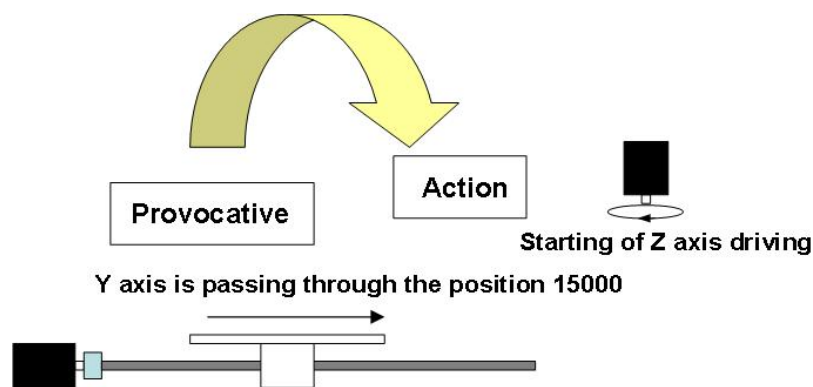 Provocative
Action
Starting of Z axis driving
Y axis is passing through the position 15000